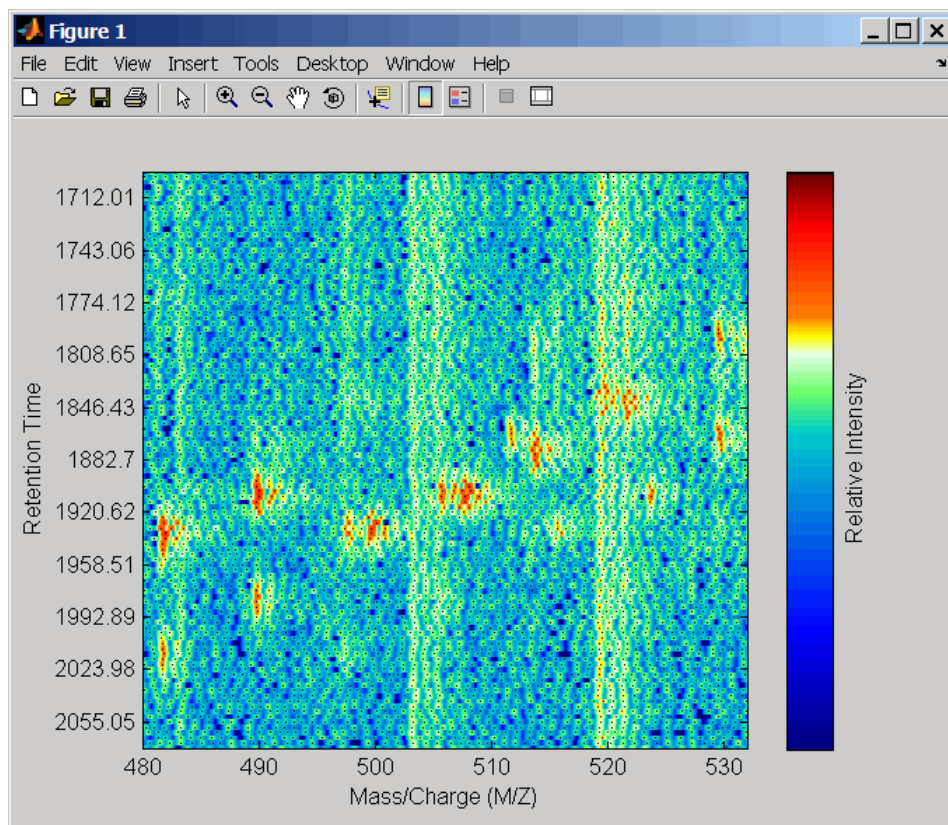 Figure 1
File Edit View Insert Tools Desktop Window Help
1712.01
1743.06
1774.12
1808.65
1846.43
1882.7
1920.62
1958.51
1992.89
2023.98
2055.05
Retention Time
480 490 500 510 520 530
Mass/Charge (M/Z)
Relative Intensity